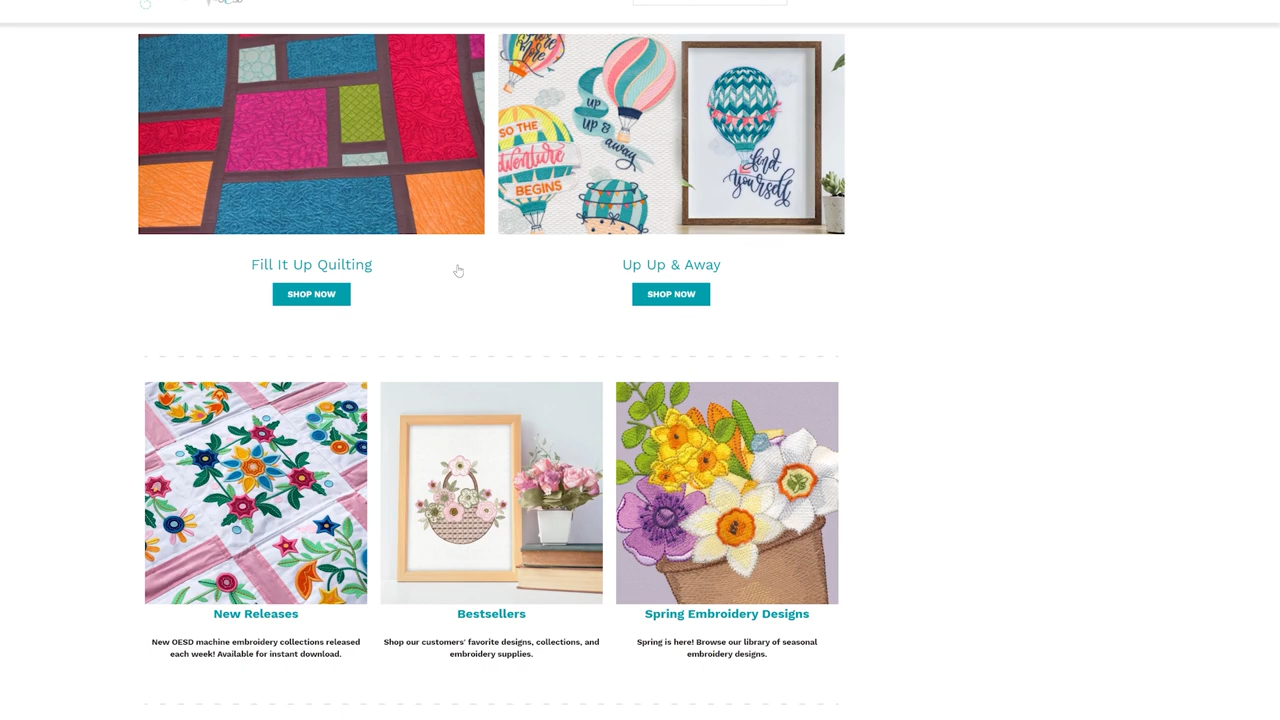 up
up &
away
SO THE
adventure
BEGINS
find
yourself
Fill It Up Quilting
Up Up & Away
SHOP NOW
SHOP NOW
New Releases
Bestsellers
Spring Embroidery Designs
New OESD machine embroidery collections released
each week! Available for instant download.
Shop our customers' favorite designs, collections, and
embroidery supplies.
Spring is here! Browse our library of seasonal
embroidery designs.